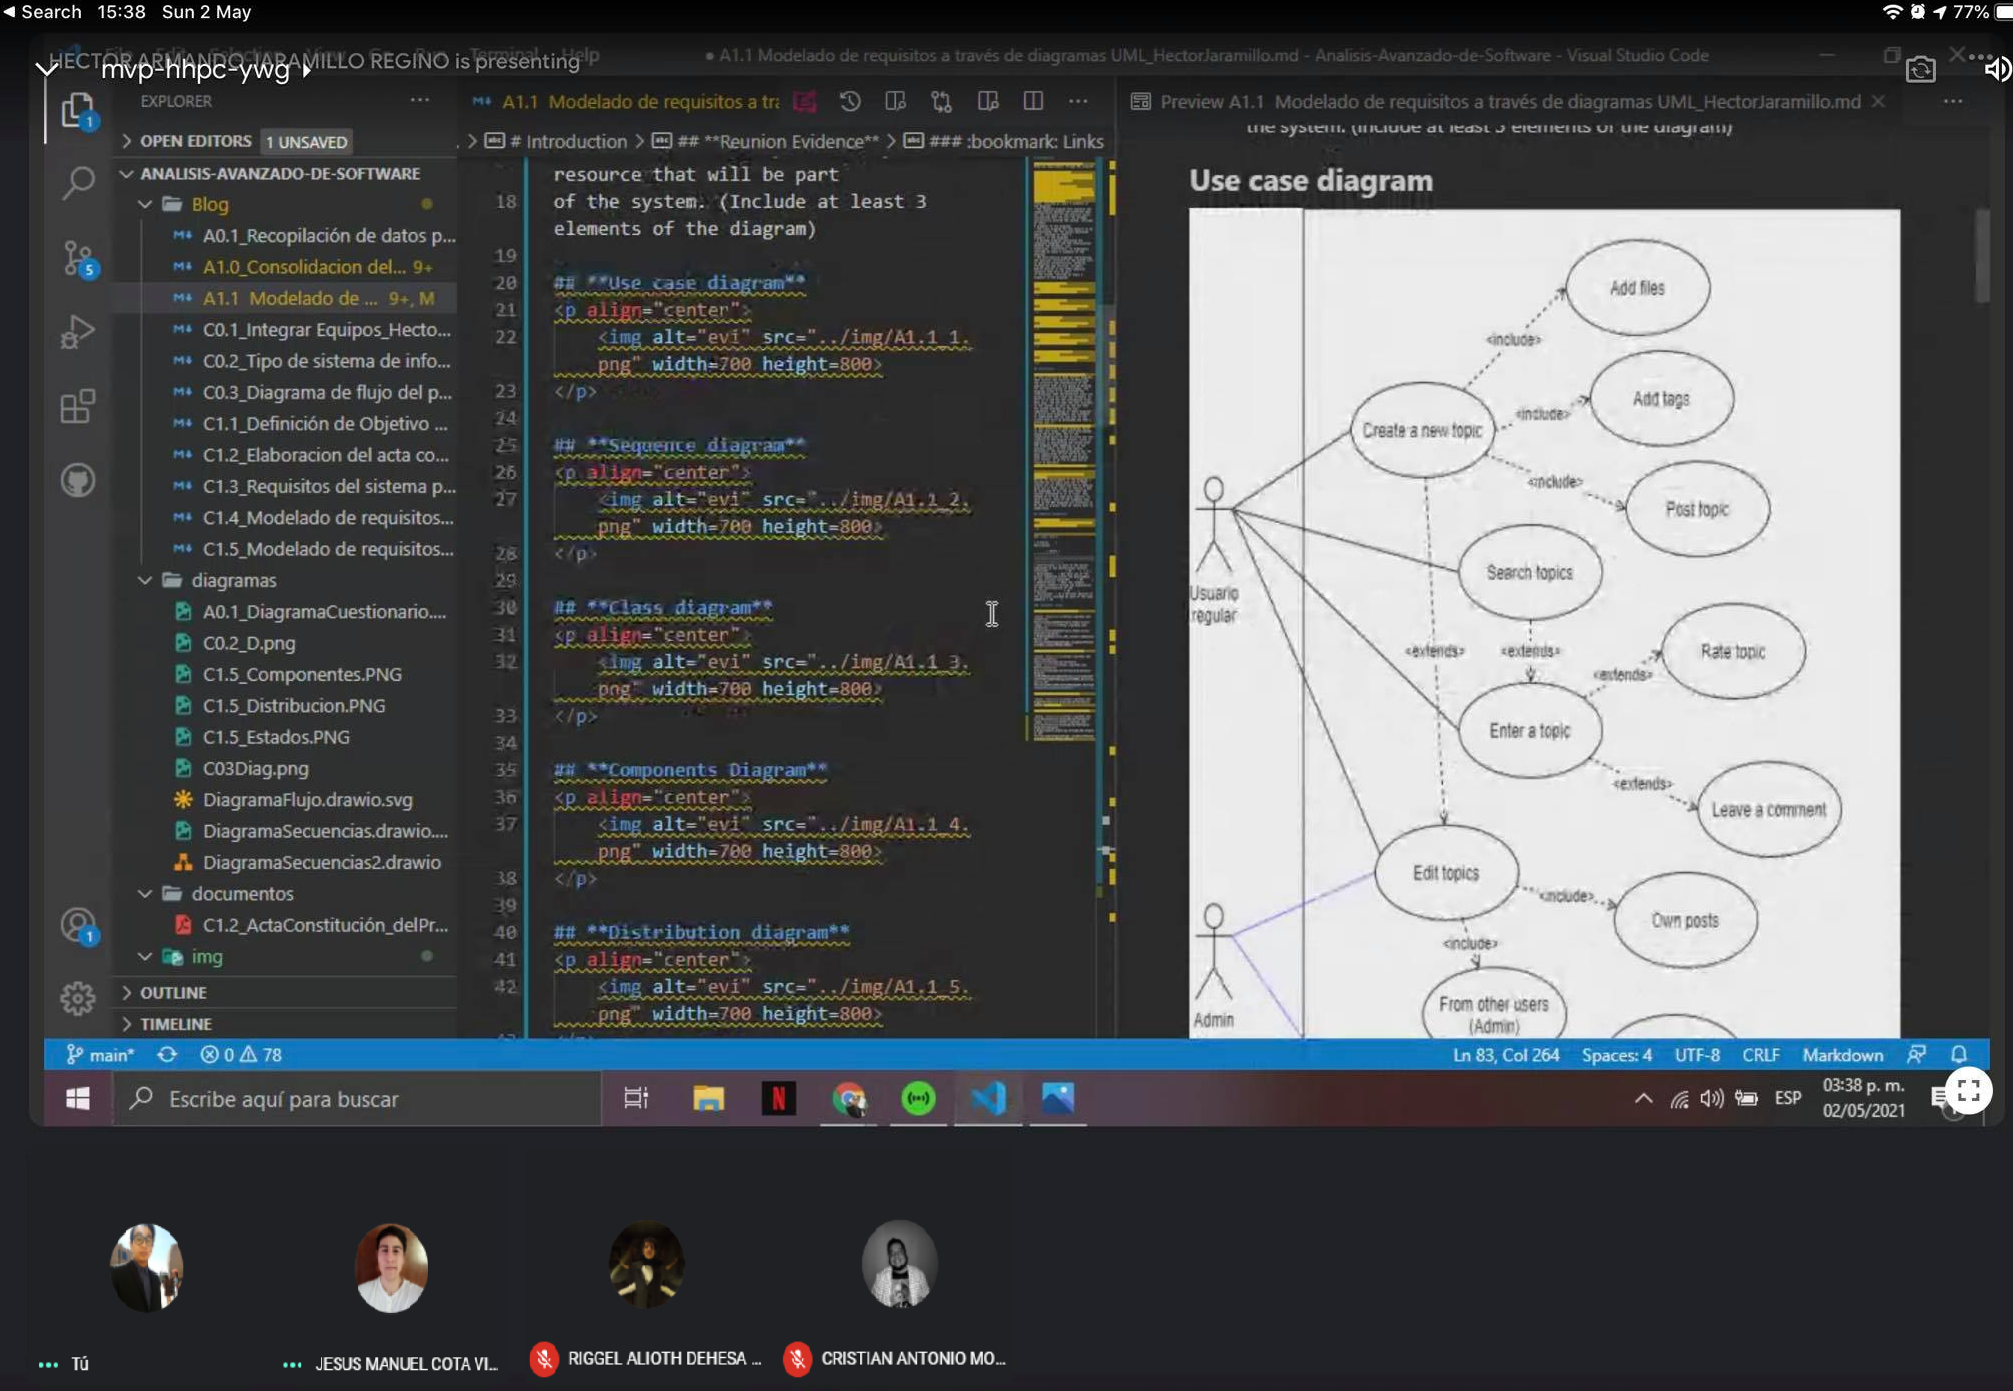 Search 15:38 Sun 2 May
77%
File Edit Selection View Go Run Terminal Help
HECTOR ARMANDO JARAMILLO REGINO is presenting
mvp-hhpc-ywg
● A1.1 Modelado de requisitos a través de diagramas UML_HectorJaramillo.md - Analisis-Avanzado-de-Software - Visual Studio Code
EXPLORER
OPEN EDITORS 1 UNSAVED
ANALISIS-AVANZADO-DE-SOFTWARE
Blog
A0.1_Recopilación de datos p...
A1.0_Consolidacion del... 9+
A1.1 Modelado de ... 9+, M
C0.1_Integrar Equipos_Hecto...
C0.2_Tipo de sistema de info...
C0.3_Diagrama de flujo del p...
C1.1_Definición de Objetivo ...
C1.2_Elaboracion del acta co...
C1.3_Requisitos del sistema p...
C1.4_Modelado de requisitos...
C1.5_Modelado de requisitos...
diagramas
A0.1_DiagramaCuestionario....
C0.2_D.png
C1.5_Componentes.PNG
C1.5_Distribucion.PNG
C1.5_Estados.PNG
C03Diag.png
DiagramaFlujo.drawio.svg
DiagramaSecuencias.drawio....
DiagramaSecuencias2.drawio
documentos
C1.2_ActaConstitución_delPr...
img
OUTLINE
TIMELINE
A1.1 Modelado de requisitos a tra
# Introduction > ## **Reunion Evidence** > ### :bookmark: Links
resource that will be part
18 of the system. (Include at least 3
elements of the diagram)
19
20 ## **Use case diagram**
21 <p align="center">
22 <img alt="evi" src="../img/A1.1_1.
png" width=700 height=800>
23 </p>
24
25 ## **Sequence diagram**
26 <p align="center">
27 <img alt="evi" src="../img/A1.1_2.
png" width=700 height=800>
28 </p>
29
30 ## **Class diagram**
31 <p align="center">
32 <img alt="evi" src="../img/A1.1_3.
png" width=700 height=800>
33 </p>
34
35 ## **Components Diagram**
36 <p align="center">
37 <img alt="evi" src="../img/A1.1_4.
png" width=700 height=800>
38 </p>
39
40 ## **Distribution diagram**
41 <p align="center">
42 <img alt="evi" src="../img/A1.1_5.
png" width=700 height=800>
Preview A1.1 Modelado de requisitos a través de diagramas UML_HectorJaramillo.md
the system. (Include at least 3 elements of the diagram)
Use case diagram
Add files
<include>
Add tags
<include>
Create a new topic
<include>
Post topic
Search topics
Usuario
regular
<extends>
<extends>
<extends>
Rate topic
Enter a topic
<extends>
Leave a comment
Edit topics
<include>
Own posts
<include>
From other users
(Admin)
Admin
main* 0 78
Ln 83, Col 264 Spaces: 4 UTF-8 CRLF Markdown
Escribe aquí para buscar
N
ESP
03:38 p. m.
02/05/2021
Tú
JESUS MANUEL COTA VI...
RIGGEL ALIOTH DEHESA ...
CRISTIAN ANTONIO MO...